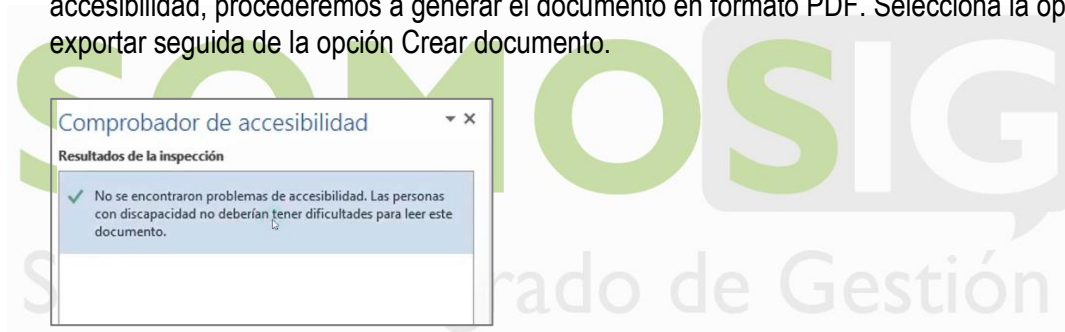 accesibilidad, procederemos a generar el documento en formato PDF. Selecciona la op
exportar seguida de la opción Crear documento.
SOMOSIG
Comprobador de accesibilidad
Resultados de la inspección
No se encontraron problemas de accesibilidad. Las personas
con discapacidad no deberían tener dificultades para leer este
documento.
S rado de Gestión